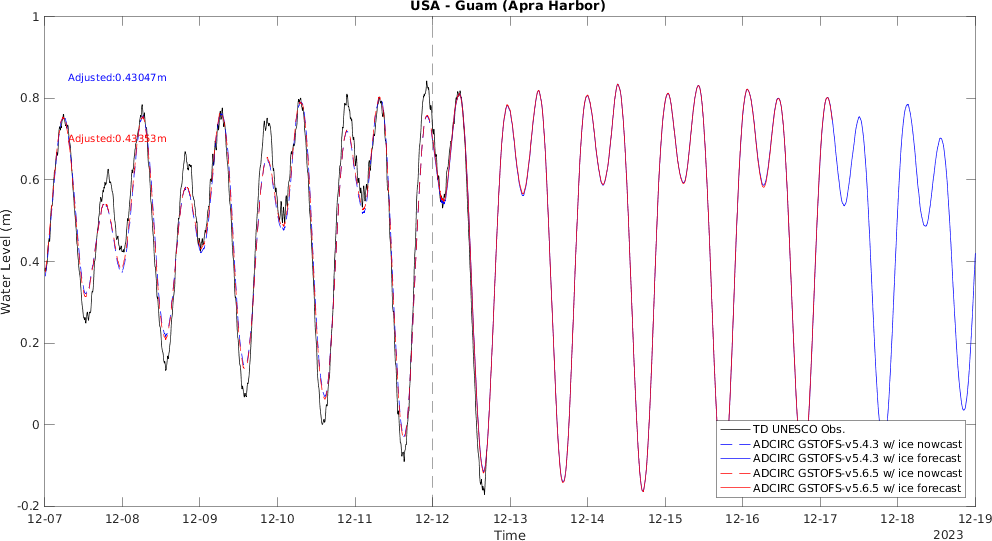 USA - Guam (Apra Harbor)
1
0.8
0.6
0.4
0.2
0
-0.2
Water Level (m)
Adjusted:0.43047m
Adjusted:0.43353m
TD UNESCO Obs.
ADCIRC GSTOFS-v5.4.3 w/ ice nowcast
ADCIRC GSTOFS-v5.4.3 w/ ice forecast
ADCIRC GSTOFS-v5.6.5 w/ ice nowcast
ADCIRC GSTOFS-v5.6.5 w/ ice forecast
12-07 12-08 12-09 12-10 12-11 12-12 12-13 12-14 12-15 12-16 12-17 12-18 12-19
Time
2023